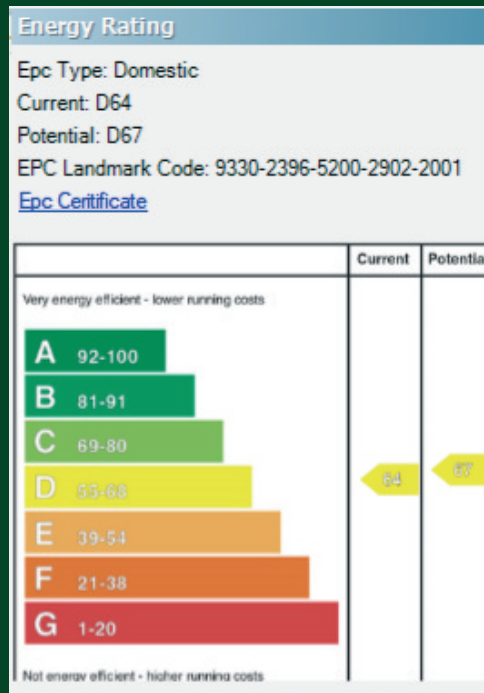 Energy Rating
Epc Type: Domestic
Current: D64
Potential: D67
EPC Landmark Code: 9330-2396-5200-2902-2001
Epc Ceritificate
Current Potentia
Very energy efficient - lower running costs
A 92-100
B 81-91
C 69-80
D 55-68
64 67
E 39-54
F 21-38
G 1-20
Not energy efficient - higher running costs